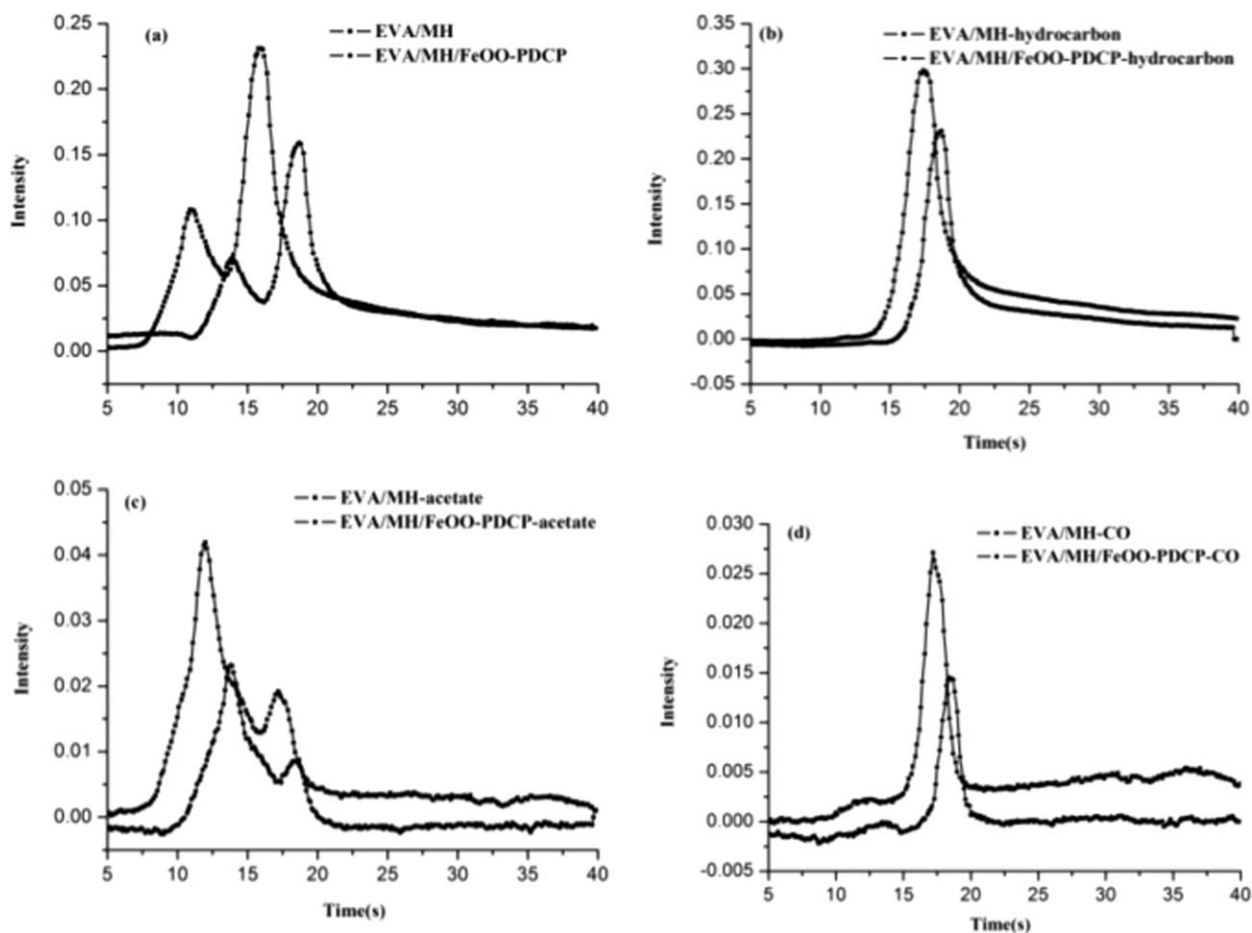 (a)
EVA/MH
EVA/MH/FeOO-PDCP
Intensity
0.25
0.20
0.15
0.10
0.05
0.00
5 10 15 20 25 30 35 40
(b)
EVA/MH-hydrocarbon
EVA/MH/FeOO-PDCP-hydrocarbon
Intensity
0.35
0.30
0.25
0.20
0.15
0.10
0.05
0.00
-0.05
5 10 15 20 25 30 35 40
Time(s)
(c)
EVA/MH-acetate
EVA/MH/FeOO-PDCP-acetate
Intensity
0.05
0.04
0.03
0.02
0.01
0.00
5 10 15 20 25 30 35 40
Time(s)
(d)
EVA/MH-CO
EVA/MH/FeOO-PDCP-CO
Intensity
0.030
0.025
0.020
0.015
0.010
0.005
0.000
-0.005
5 10 15 20 25 30 35 40
Time(s)